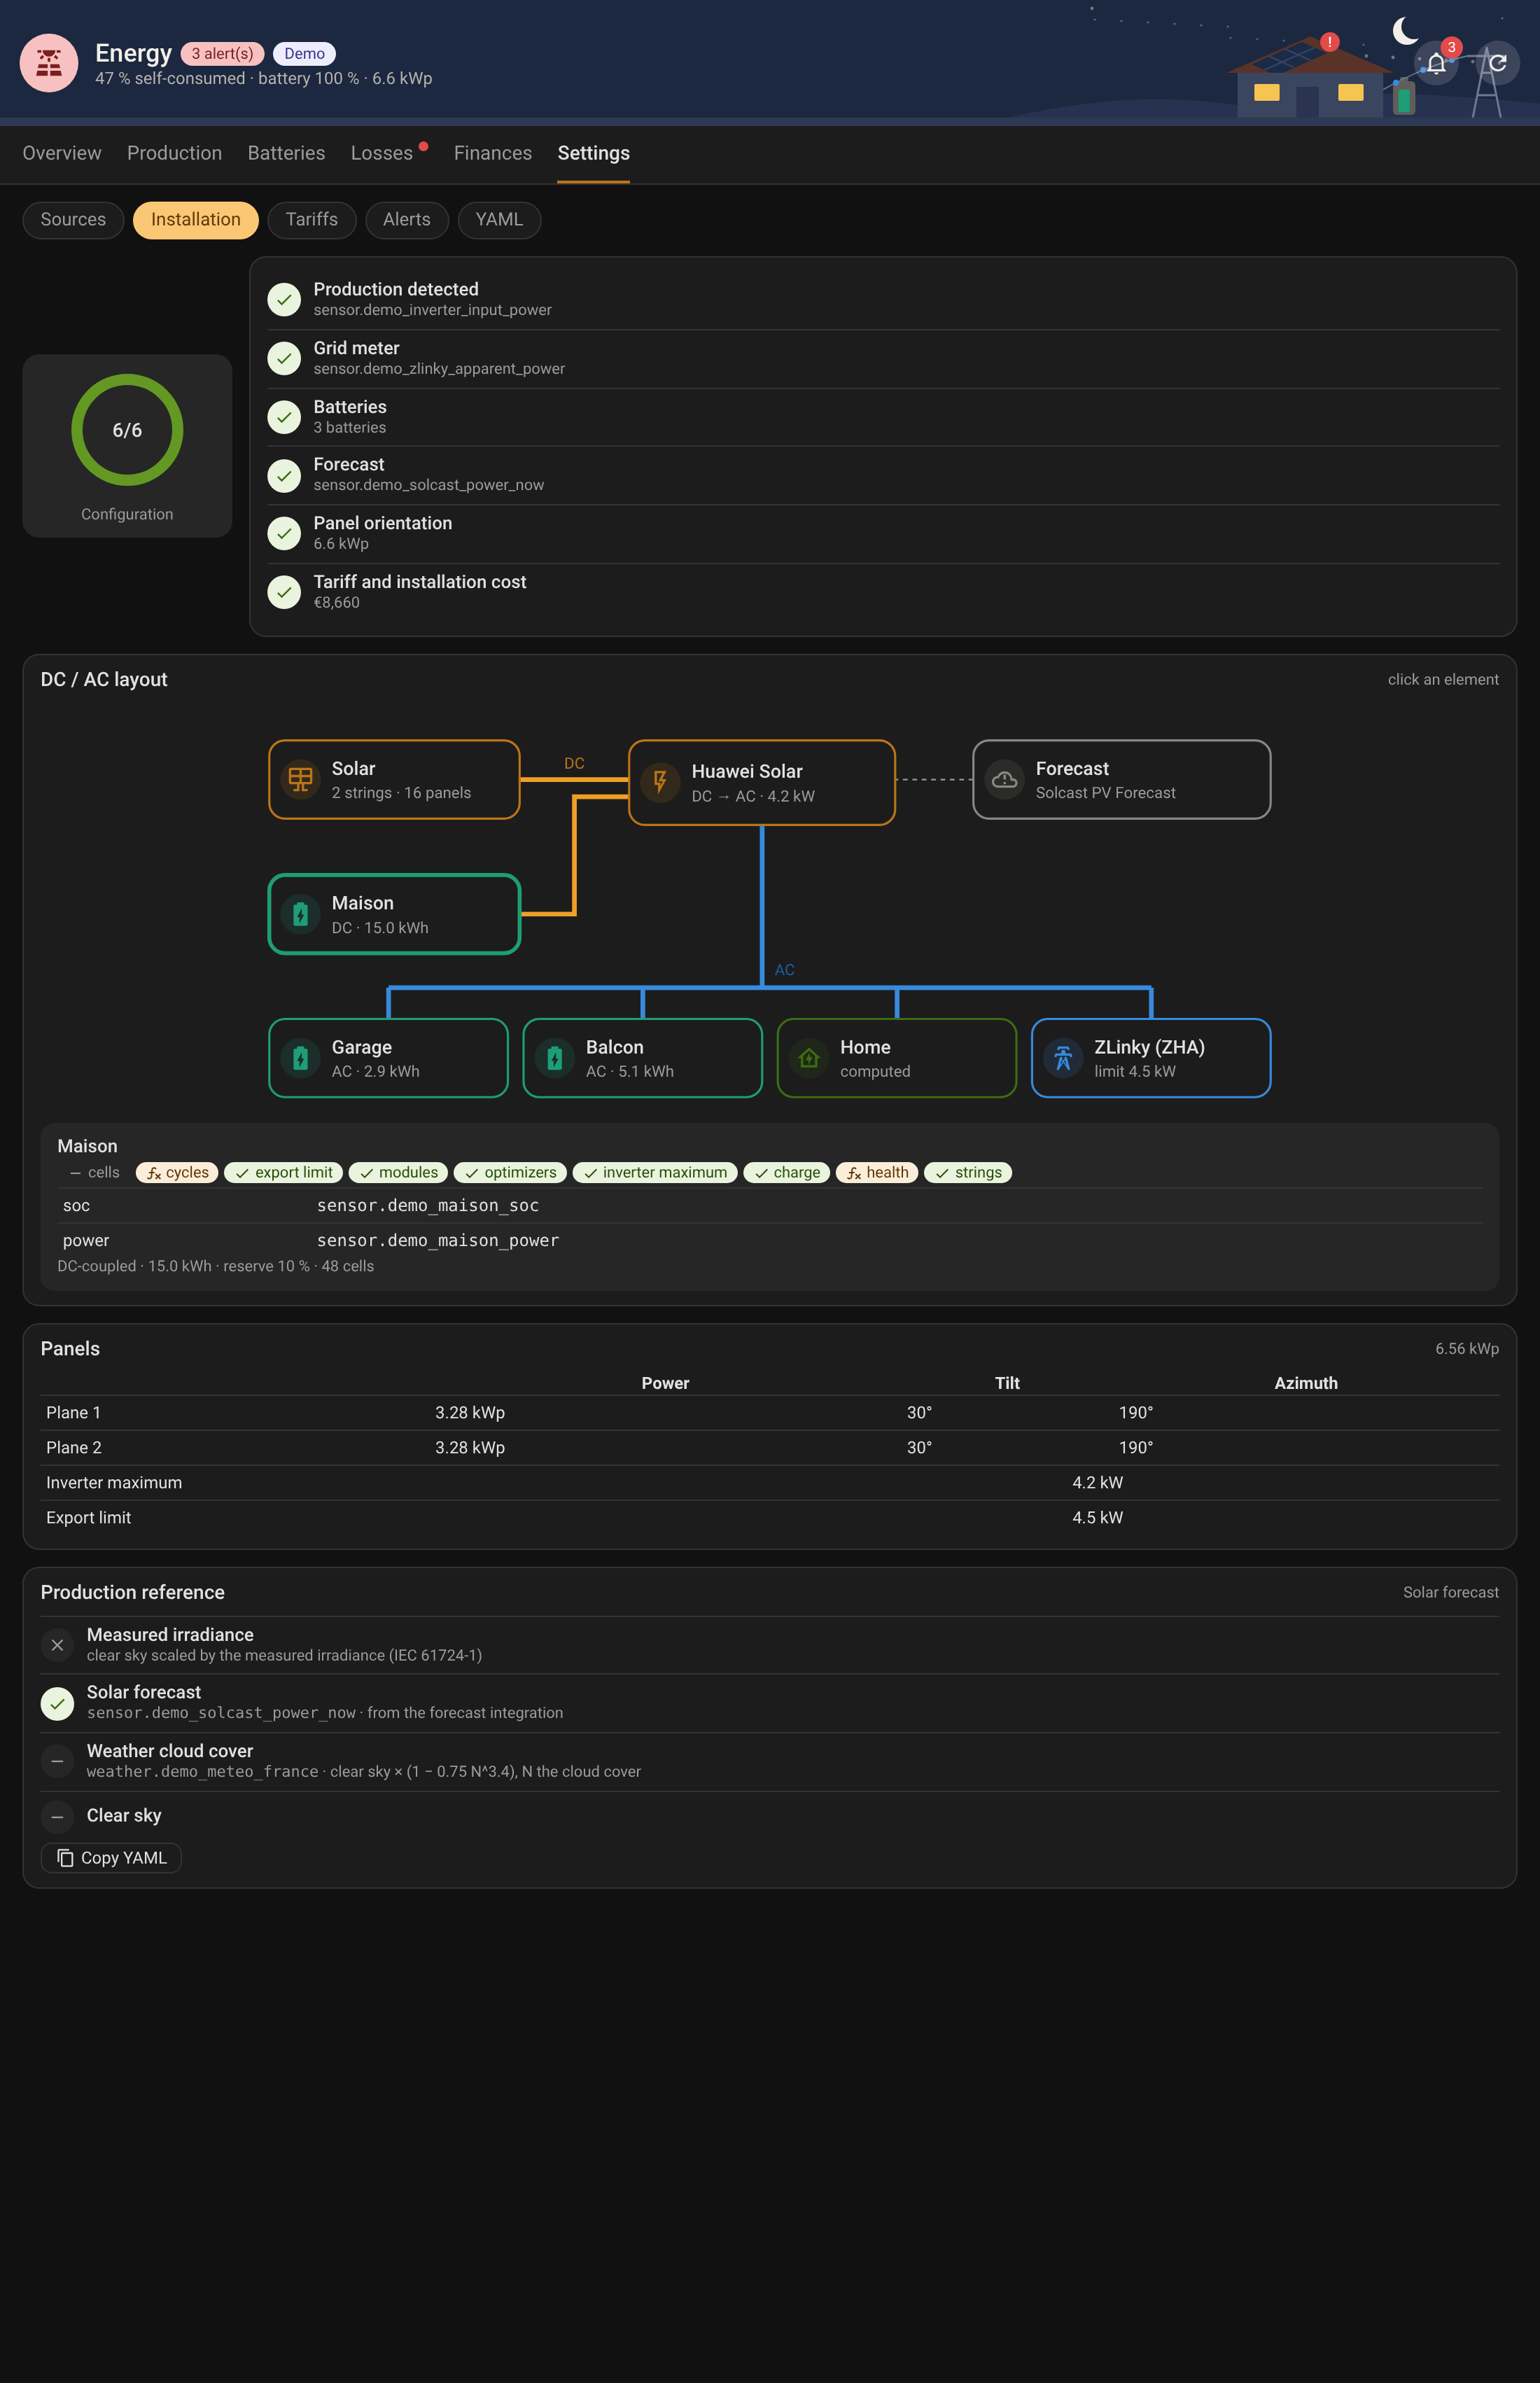 Energy 3 alert(s) Demo
47 % self-consumed · battery 100 % · 6.6 kWp
!
3
Overview Production Batteries Losses Finances Settings
Sources Installation Tariffs Alerts YAML
6/6
Configuration
Production detected
sensor.demo_inverter_input_power
Grid meter
sensor.demo_zlinky_apparent_power
Batteries
3 batteries
Forecast
sensor.demo_solcast_power_now
Panel orientation
6.6 kWp
Tariff and installation cost
€8,660
DC / AC layout click an element
Solar
2 strings · 16 panels
DC
Huawei Solar
DC → AC · 4.2 kW
Forecast
Solcast PV Forecast
Maison
DC · 15.0 kWh
AC
Garage
AC · 2.9 kWh
Balcon
AC · 5.1 kWh
Home
computed
ZLinky (ZHA)
limit 4.5 kW
Maison
– cells fx cycles export limit modules optimizers inverter maximum charge fx health strings
soc sensor.demo_maison_soc
power sensor.demo_maison_power
DC-coupled · 15.0 kWh · reserve 10 % · 48 cells
Panels 6.56 kWp
Power Tilt Azimuth
Plane 1 3.28 kWp 30° 190°
Plane 2 3.28 kWp 30° 190°
Inverter maximum 4.2 kW
Export limit 4.5 kW
Production reference Solar forecast
Measured irradiance
clear sky scaled by the measured irradiance (IEC 61724-1)
Solar forecast
sensor.demo_solcast_power_now · from the forecast integration
Weather cloud cover
weather.demo_meteo_france · clear sky × (1 − 0.75 N^3.4), N the cloud cover
Clear sky
Copy YAML